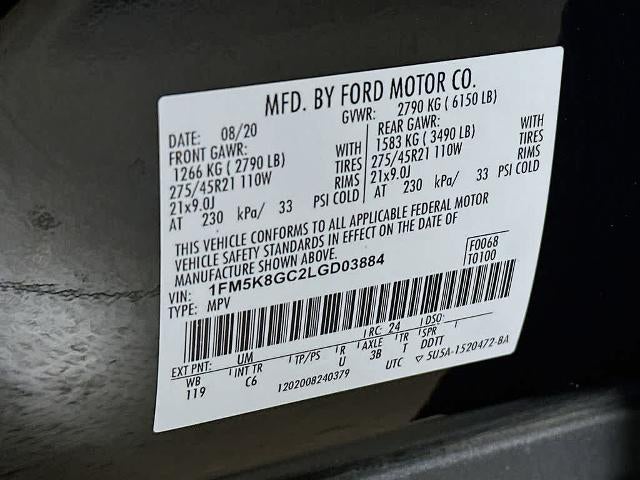 MFD. BY FORD MOTOR CO.
DATE: 08/20 GVWR: 2790 KG ( 6150 LB)
FRONT GAWR: REAR GAWR:
1266 KG ( 2790 LB) WITH 1583 KG ( 3490 LB) WITH
275/45R21 110W TIRES 275/45R21 110W TIRES
21x9.0J RIMS 21x9.0J RIMS
AT 230 kPa/ 33 PSI COLD AT 230 kPa/ 33 PSI COLD
THIS VEHICLE CONFORMS TO ALL APPLICABLE FEDERAL MOTOR
VEHICLE SAFETY STANDARDS IN EFFECT ON THE DATE OF
MANUFACTURE SHOWN ABOVE. F0068
VIN: 1FM5K8GC2LGD03884 T0100
TYPE: MPV
EXT PNT: UM RC: 24 DSO:
WB INT TR TP/PS R AXLE TR SPR
119 C6 U 3B T DDTT
1202008240379 UTC ▽ 5U5A-1520472-BA